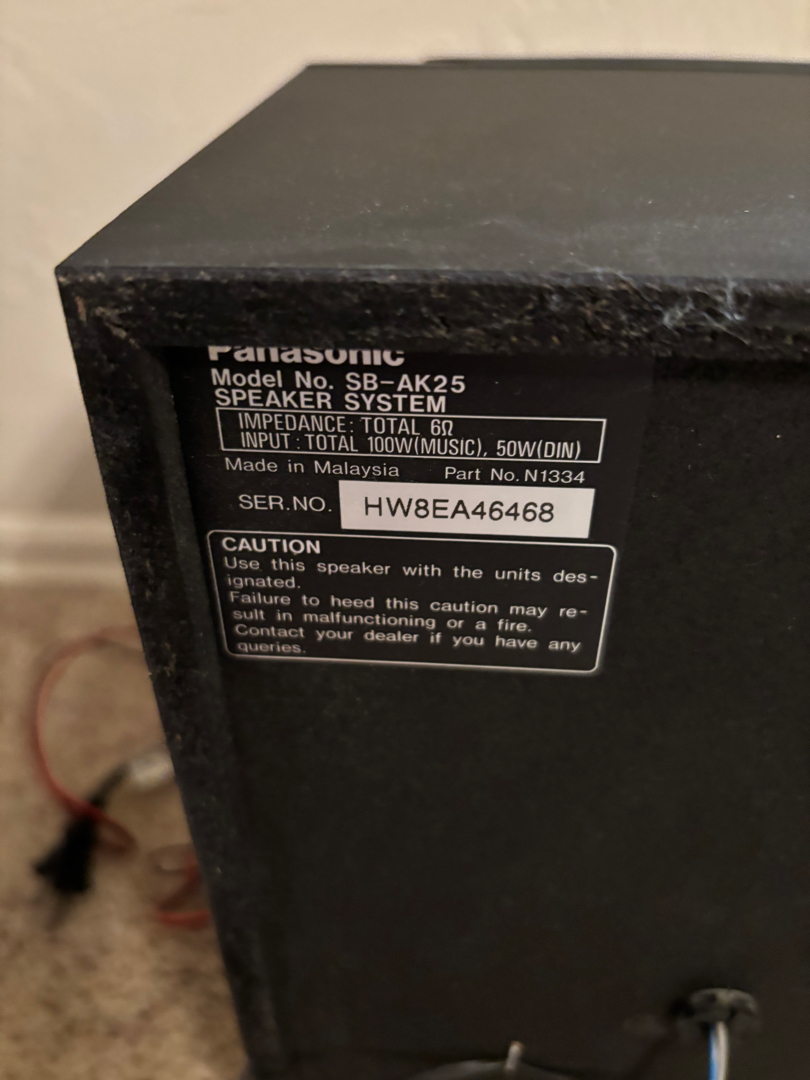 Panasonic
Model No. SB-AK25
SPEAKER SYSTEM
IMPEDANCE: TOTAL 6Ω
INPUT : TOTAL 100W(MUSIC), 50W(DIN)
Made in Malaysia Part No. N1334
SER.NO. HW8EA46468
CAUTION
Use this speaker with the units des-
ignated.
Failure to heed this caution may re-
sult in malfunctioning or a fire.
Contact your dealer if you have any
queries.